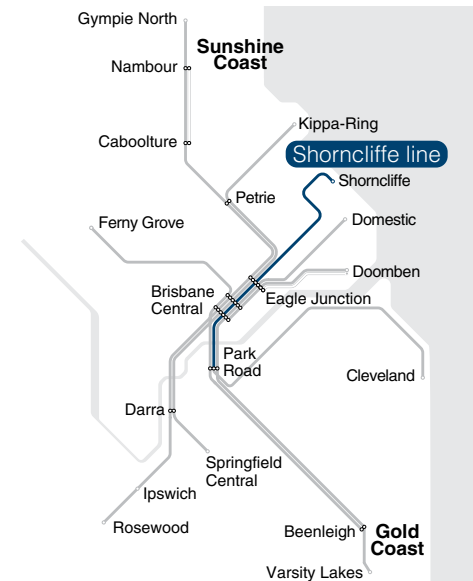 Gympie North
Sunshine
Coast
Nambour
Kippa-Ring
Caboolture
Shorncliffe line
Shorncliffe
Petrie
Domestic
Ferny Grove
Doomben
Brisbane
Central
Eagle Junction
Park
Road
Cleveland
Darra
Springfield
Central
Ipswich
Rosewood
Beenleigh
Gold
Coast
Varsity Lakes